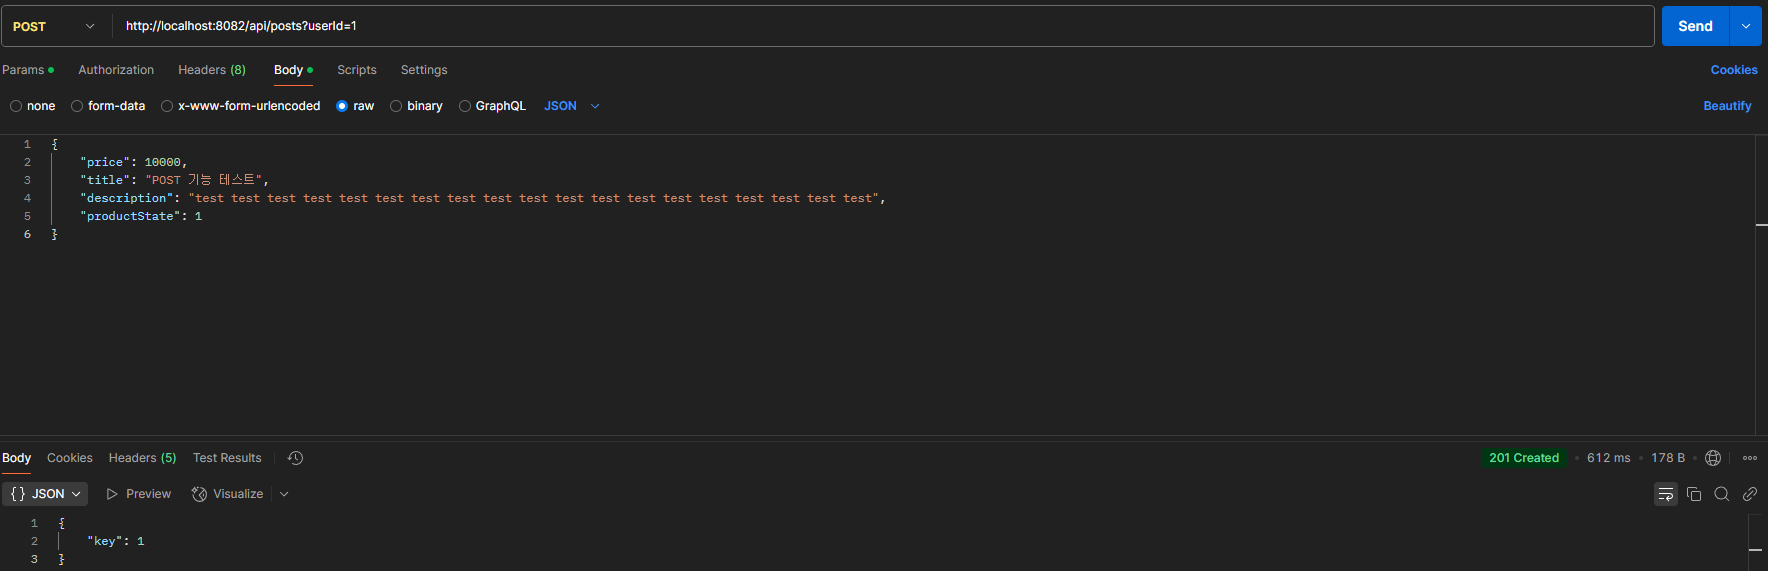 POST http://localhost:8082/api/posts?userId=1 Send
Params Authorization Headers (8) Body Scripts Settings Cookies
none form-data x-www-form-urlencoded raw binary GraphQL JSON Beautify
1 {
2 "price": 10000,
3 "title": "POST 기능 테스트",
4 "description": "test test test test test test test test test test test test test test test test test test test",
5 "productState": 1
6 }
Body Cookies Headers (5) Test Results 201 Created • 612 ms • 178 B
{} JSON Preview Visualize
1 {
2 "key": 1
3 }